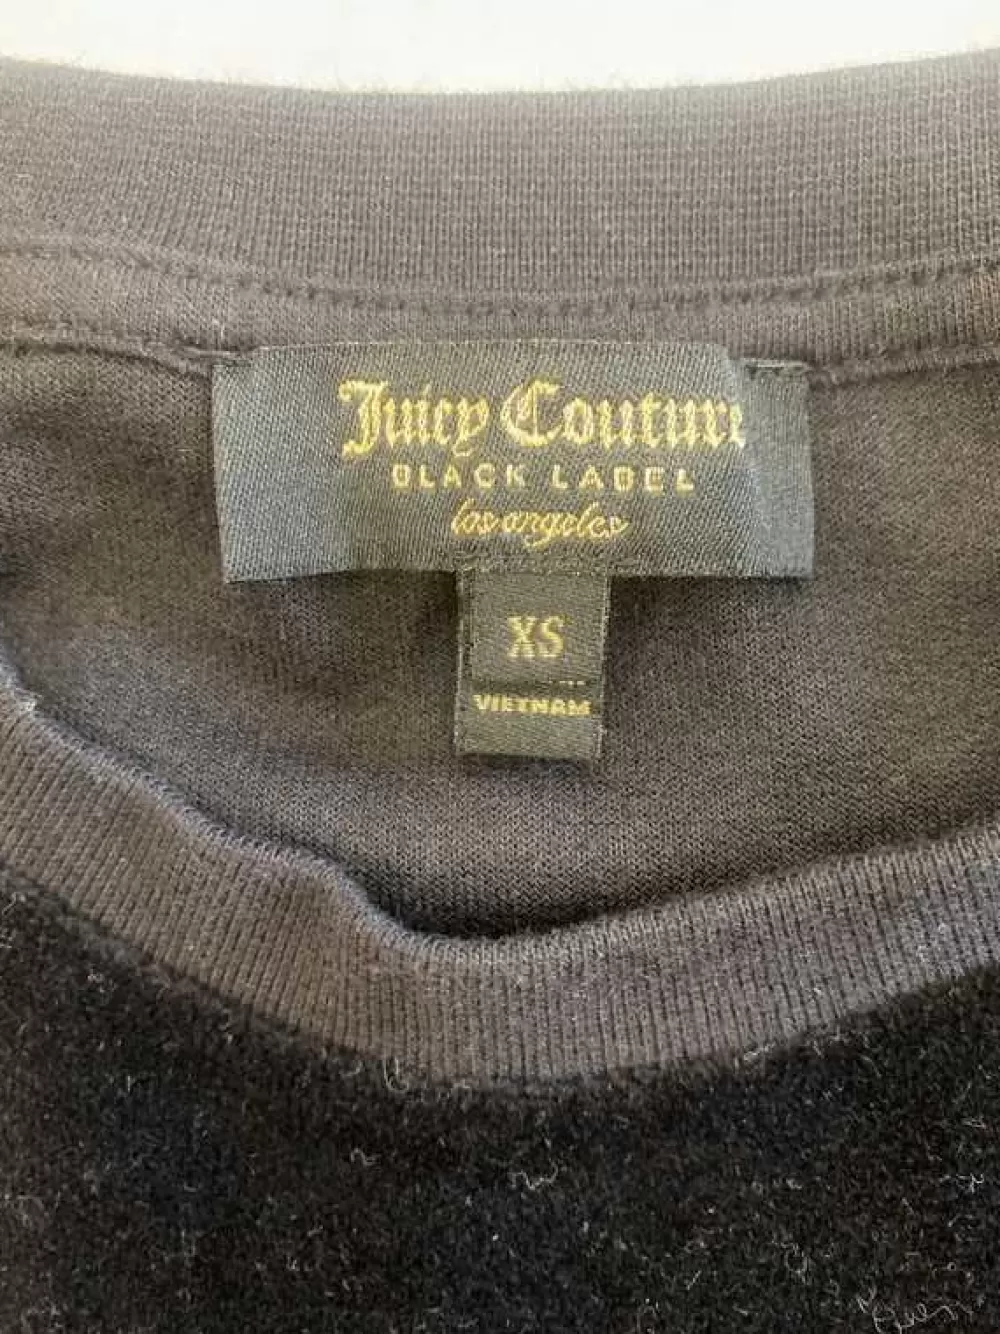 Juicy Couture
BLACK LABEL
los angeles
XS
VIETNAM